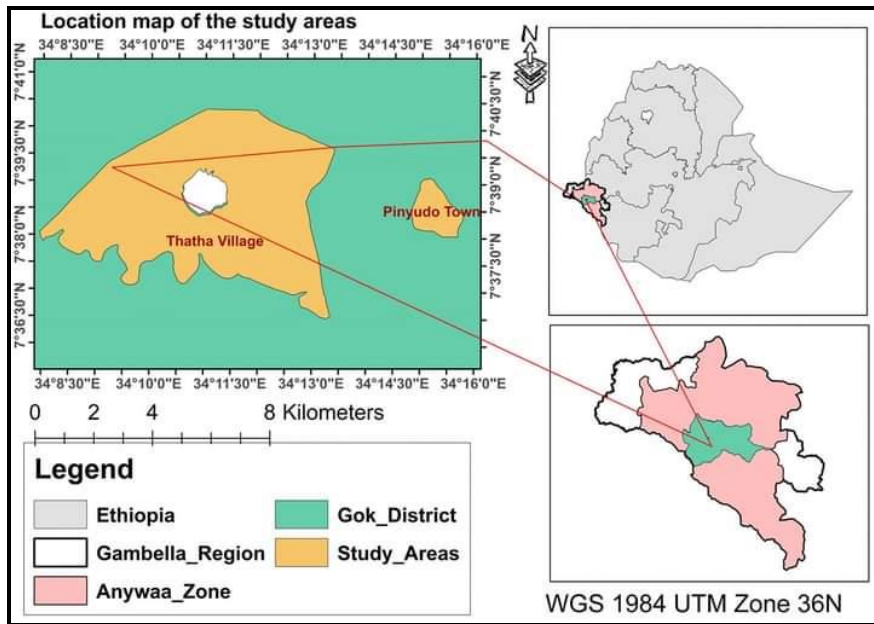 Location map of the study areas
34°8'30"E 34°10'0"E 34°11'30"E 34°13'0"E 34°14'30"E 34°16'0"E
N
7°41'0"N
7°39'30"N
7°38'0"N
7°36'30"N
7°40'30"N
7°39'0"N
7°37'30"N
Pinyudo Town
Thatha Village
34°8'30"E 34°10'0"E 34°11'30"E 34°13'0"E 34°14'30"E 34°16'0"E
0 2 4 8 Kilometers
Legend
Ethiopia
Gok_District
Gambella_Region
Study_Areas
Anywaa_Zone
WGS 1984 UTM Zone 36N